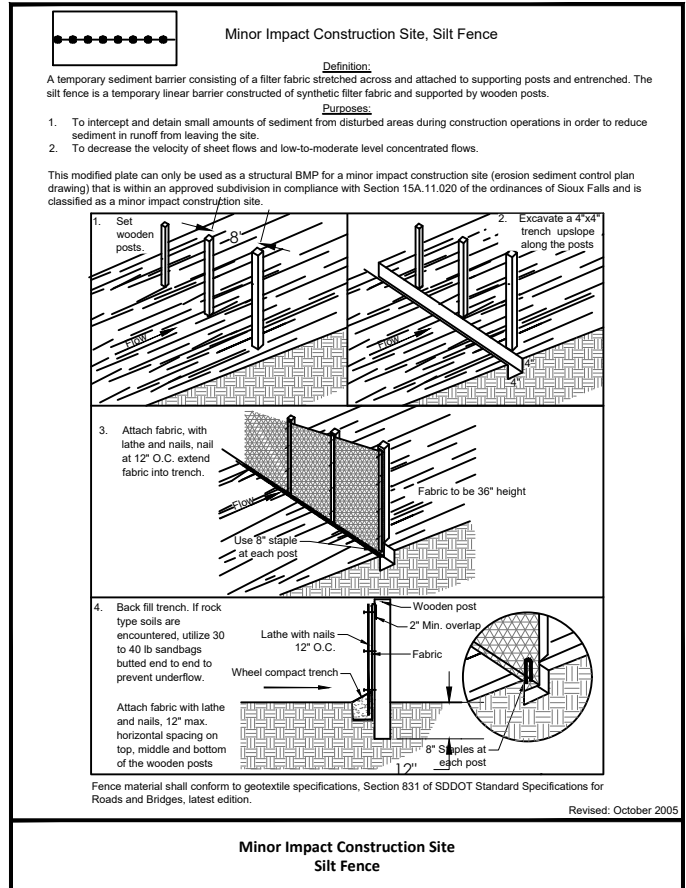 Minor Impact Construction Site, Silt Fence
Definition:
A temporary sediment barrier consisting of a filter fabric stretched across and attached to supporting posts and entrenched. The
silt fence is a temporary linear barrier constructed of synthetic filter fabric and supported by wooden posts.
Purposes:
1. To intercept and detain small amounts of sediment from disturbed areas during construction operations in order to reduce
sediment in runoff from leaving the site.
2. To decrease the velocity of sheet flows and low-to-moderate level concentrated flows.
This modified plate can only be used as a structural BMP for a minor impact construction site (erosion sediment control plan
drawing) that is within an approved subdivision in compliance with Section 15A.11.020 of the ordinances of Sioux Falls and is
classified as a minor impact construction site.
1. Set
wooden
posts.
8'
Flow
2. Excavate a 4"x4"
trench upslope
along the posts
Flow
4"
4"
3. Attach fabric, with
lathe and nails, nail
at 12" O.C. extend
fabric into trench.
Flow
Fabric to be 36" height
Use 8" staple
at each post
4. Back fill trench. If rock
type soils are
encountered, utilize 30
to 40 lb sandbags
butted end to end to
prevent underflow.
Attach fabric with lathe
and nails, 12" max.
horizontal spacing on
top, middle and bottom
of the wooden posts
Wooden post
2" Min. overlap
Lathe with nails
12" O.C.
Fabric
Wheel compact trench
8" Staples at
each post
12"
Fence material shall conform to geotextile specifications, Section 831 of SDDOT Standard Specifications for
Roads and Bridges, latest edition.
Revised: October 2005
Minor Impact Construction Site
Silt Fence